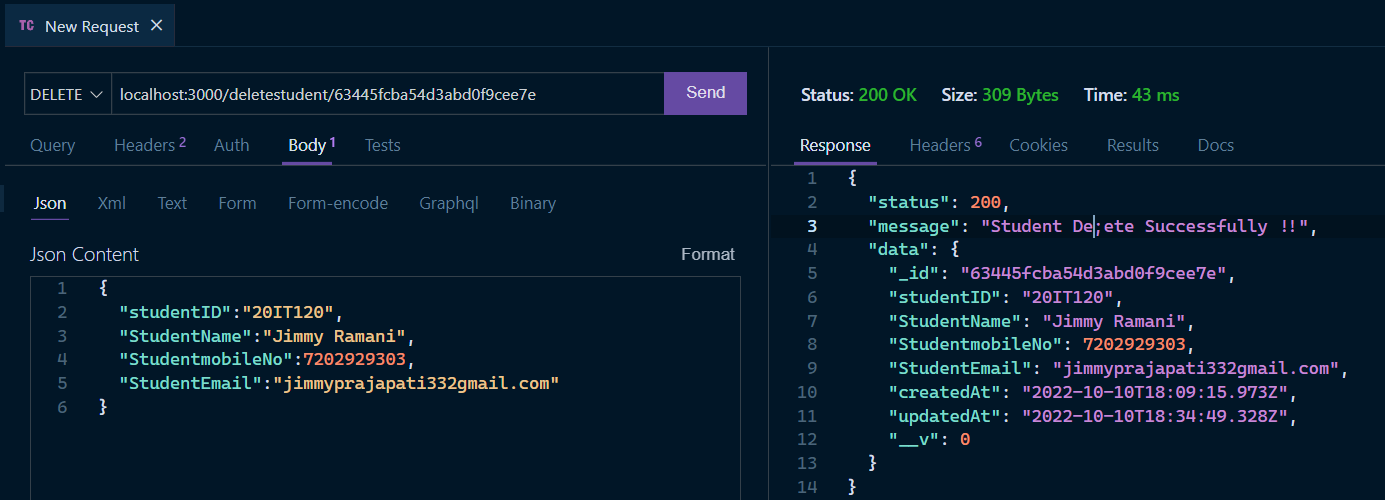 TC New Request ×
DELETE localhost:3000/deletestudent/63445fcba54d3abd0f9cee7e Send
Query Headers 2 Auth Body 1 Tests
Json Xml Text Form Form-encode Graphql Binary
Json Content Format
1 {
2 "studentID":"20IT120",
3 "StudentName":"Jimmy Ramani",
4 "StudentmobileNo":7202929303,
5 "StudentEmail":"jimmyprajapati332gmail.com"
6 }
Status: 200 OK Size: 309 Bytes Time: 43 ms
Response Headers 6 Cookies Results Docs
1 {
2 "status": 200,
3 "message": "Student De;ete Successfully !!",
4 "data": {
5 "_id": "63445fcba54d3abd0f9cee7e",
6 "studentID": "20IT120",
7 "StudentName": "Jimmy Ramani",
8 "StudentmobileNo": 7202929303,
9 "StudentEmail": "jimmyprajapati332gmail.com",
10 "createdAt": "2022-10-10T18:09:15.973Z",
11 "updatedAt": "2022-10-10T18:34:49.328Z",
12 "__v": 0
13 }
14 }